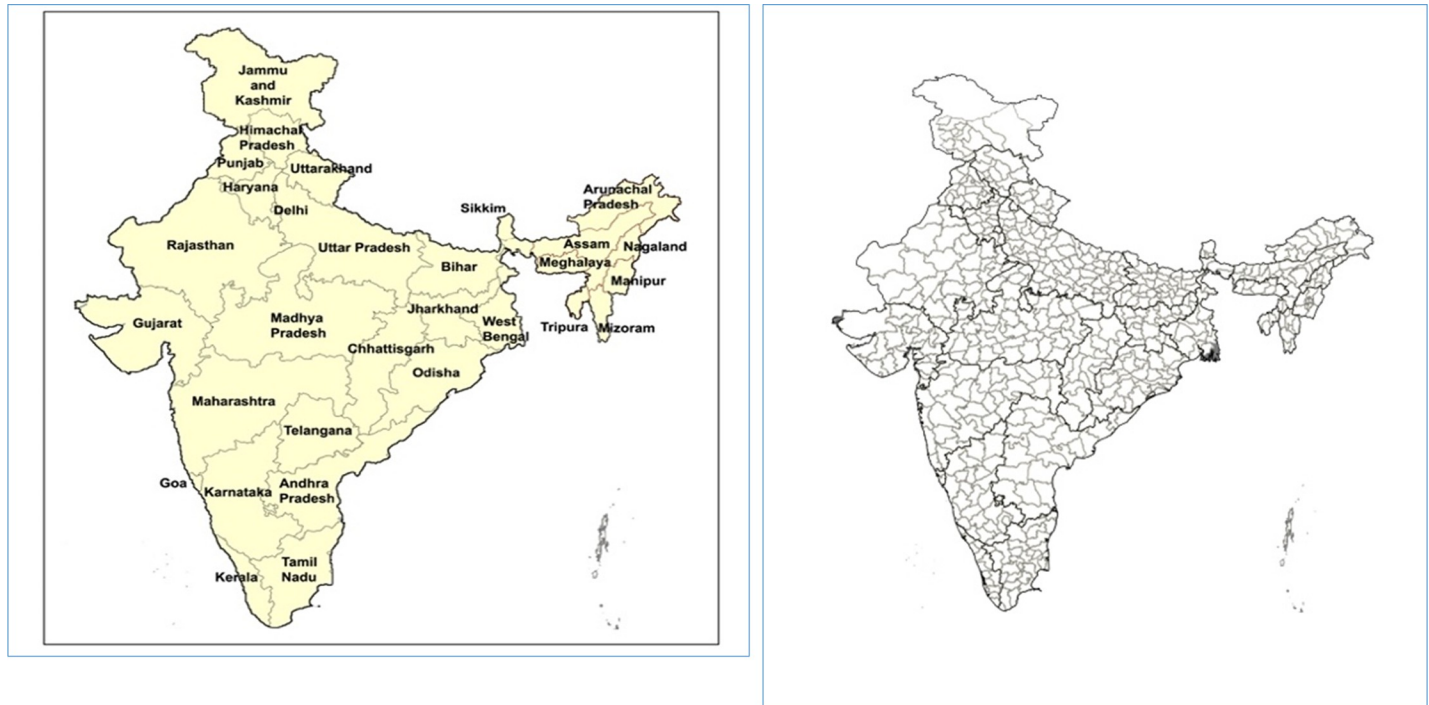 Jammu
and
Kashmir
Himachal
Pradesh
Punjab
Uttarakhand
Haryana
Delhi
Arunachal
Pradesh
Sikkim
Rajasthan
Uttar Pradesh
Assam
Nagaland
Bihar
Meghalaya
Manipur
Gujarat
Madhya
Pradesh
Jharkhand
West
Bengal
Tripura
Mizoram
Chhattisgarh
Odisha
Maharashtra
Telangana
Goa
Karnataka
Andhra
Pradesh
Kerala
Tamil
Nadu